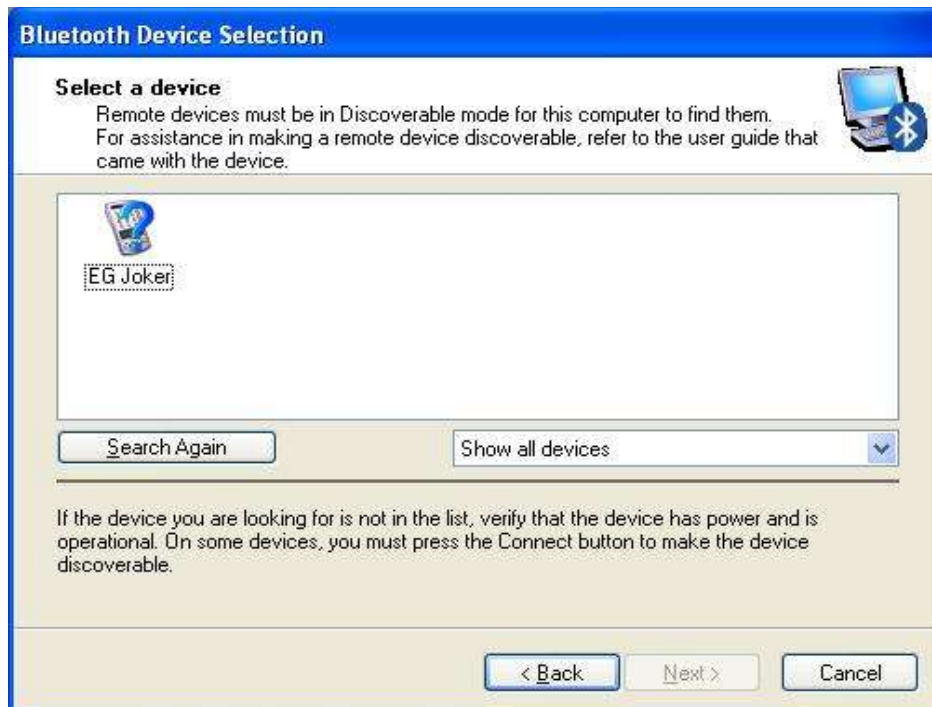 Bluetooth Device Selection
Select a device
Remote devices must be in Discoverable mode for this computer to find them.
For assistance in making a remote device discoverable, refer to the user guide that
came with the device.
EG Joker
Search Again
Show all devices
If the device you are looking for is not in the list, verify that the device has power and is
operational. On some devices, you must press the Connect button to make the device
discoverable.
< Back
Next >
Cancel